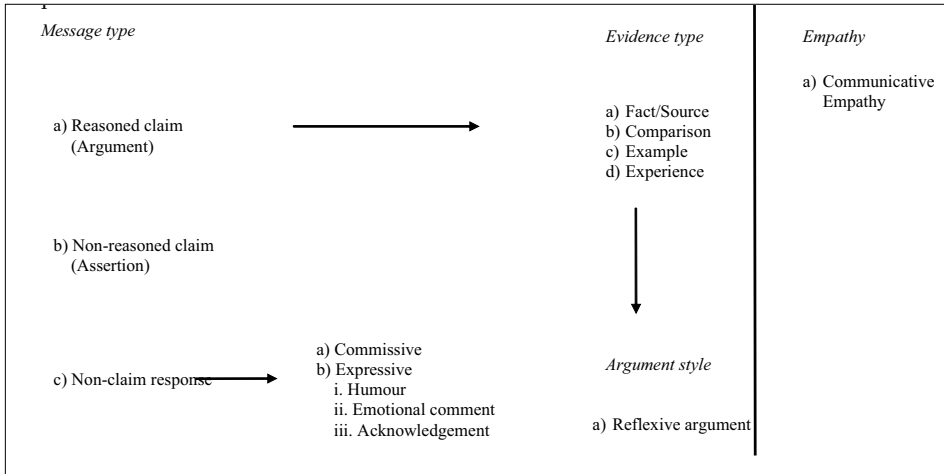 Message type
Evidence type
Empathy
a) Communicative
Empathy
a) Reasoned claim
(Argument)
a) Fact/Source
b) Comparison
c) Example
d) Experience
b) Non-reasoned claim
(Assertion)
c) Non-claim response
a) Commissive
b) Expressive
i. Humour
ii. Emotional comment
iii. Acknowledgement
Argument style
a) Reflexive argument